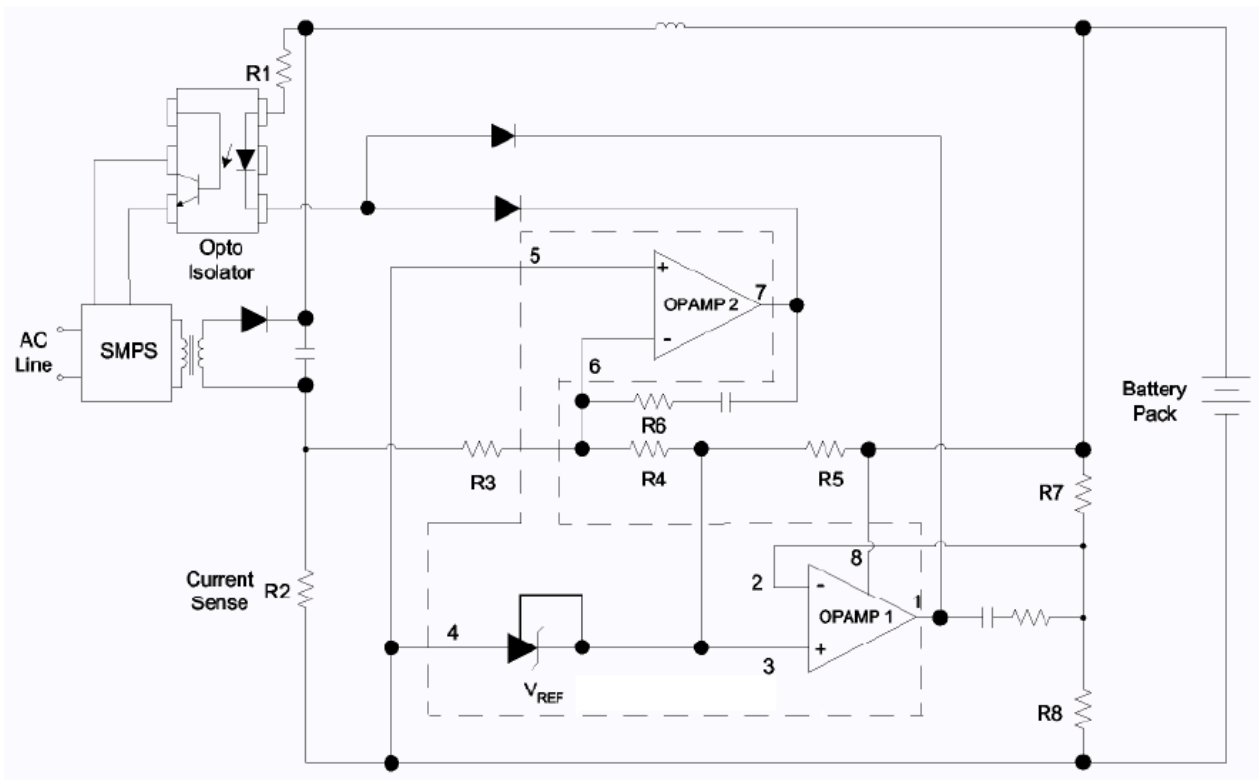 R1
Opto
Isolator
5
+
OPAMP 2
7
-
6
AC
Line
SMPS
Battery
Pack
R6
R3
R4
R5
R7
8
Current
Sense
R2
2
-
1
OPAMP 1
4
3
+
VREF
R8